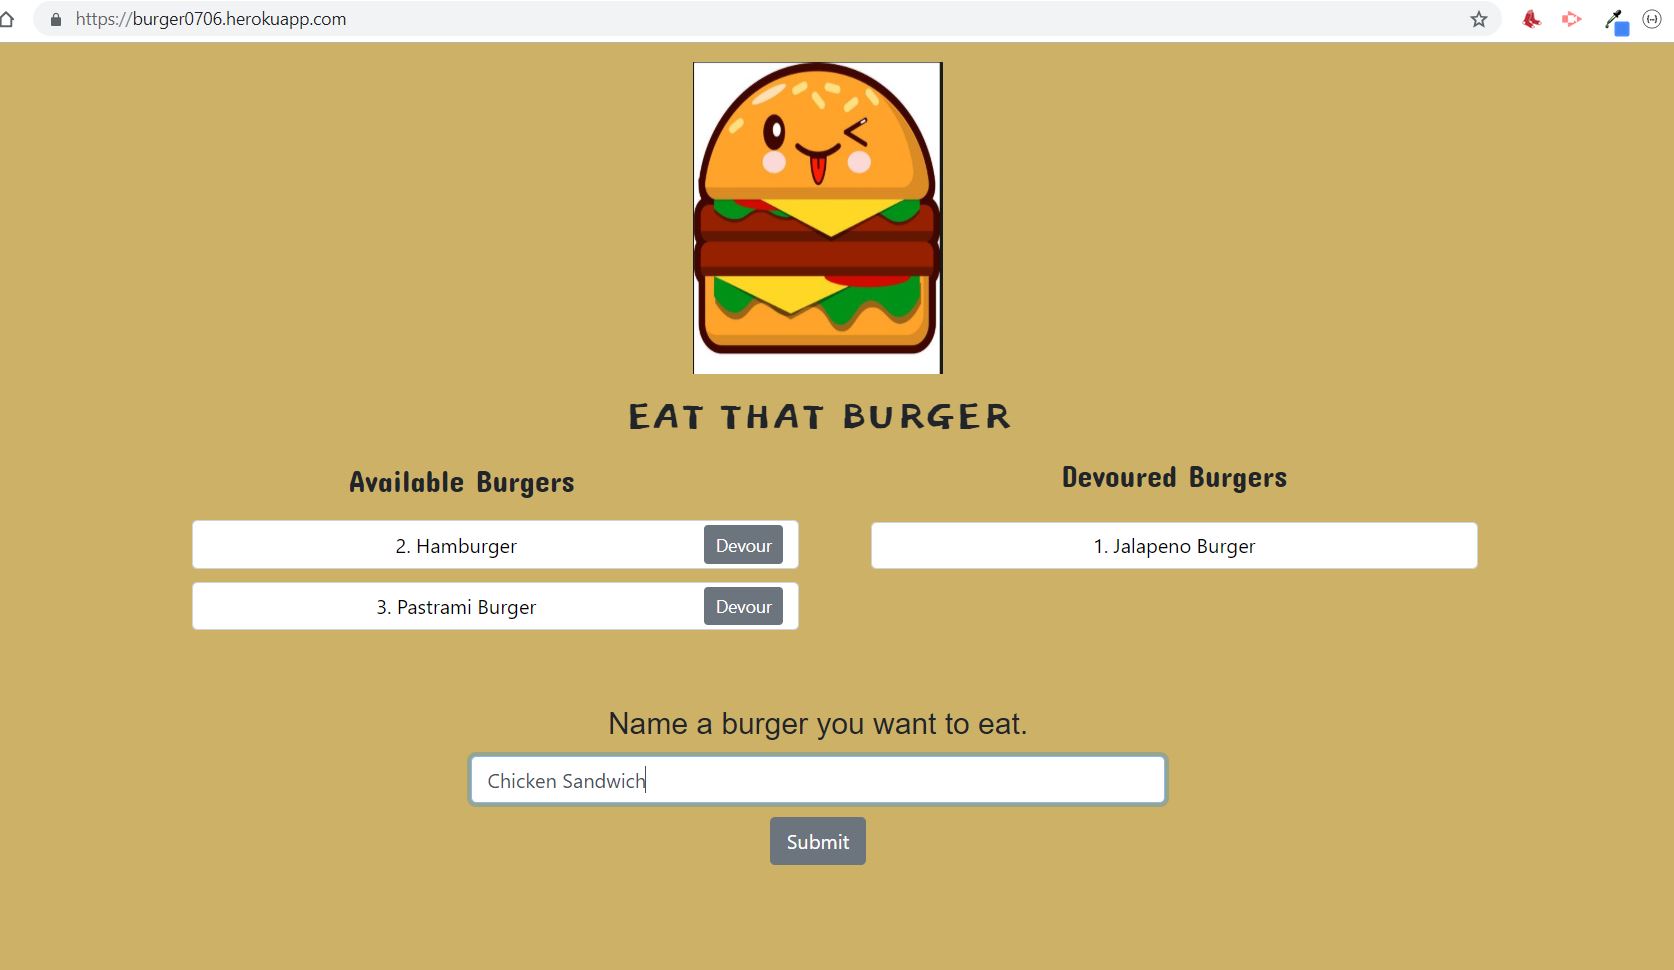 https://burger0706.herokuapp.com
EAT THAT BURGER
Available Burgers
2. Hamburger
Devour
3. Pastrami Burger
Devour
Devoured Burgers
1. Jalapeno Burger
Name a burger you want to eat.
Chicken Sandwich
Submit